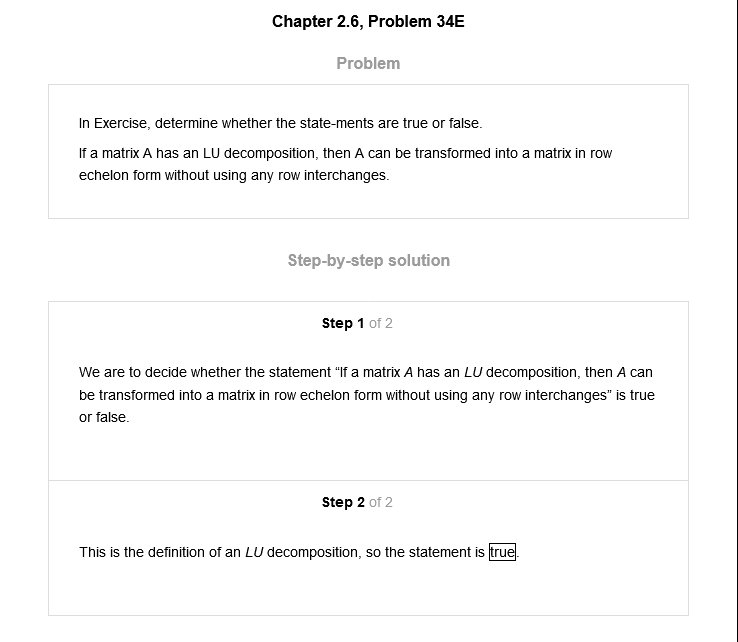 Chapter 2.6, Problem 34E
Problem
In Exercise, determine whether the state-ments are true or false.
If a matrix A has an LU decomposition, then A can be transformed into a matrix in row
echelon form without using any row interchanges.
Step-by-step solution
Step 1 of 2
We are to decide whether the statement “If a matrix A has an LU decomposition, then A can
be transformed into a matrix in row echelon form without using any row interchanges” is true
or false.
Step 2 of 2
This is the definition of an LU decomposition, so the statement is true.